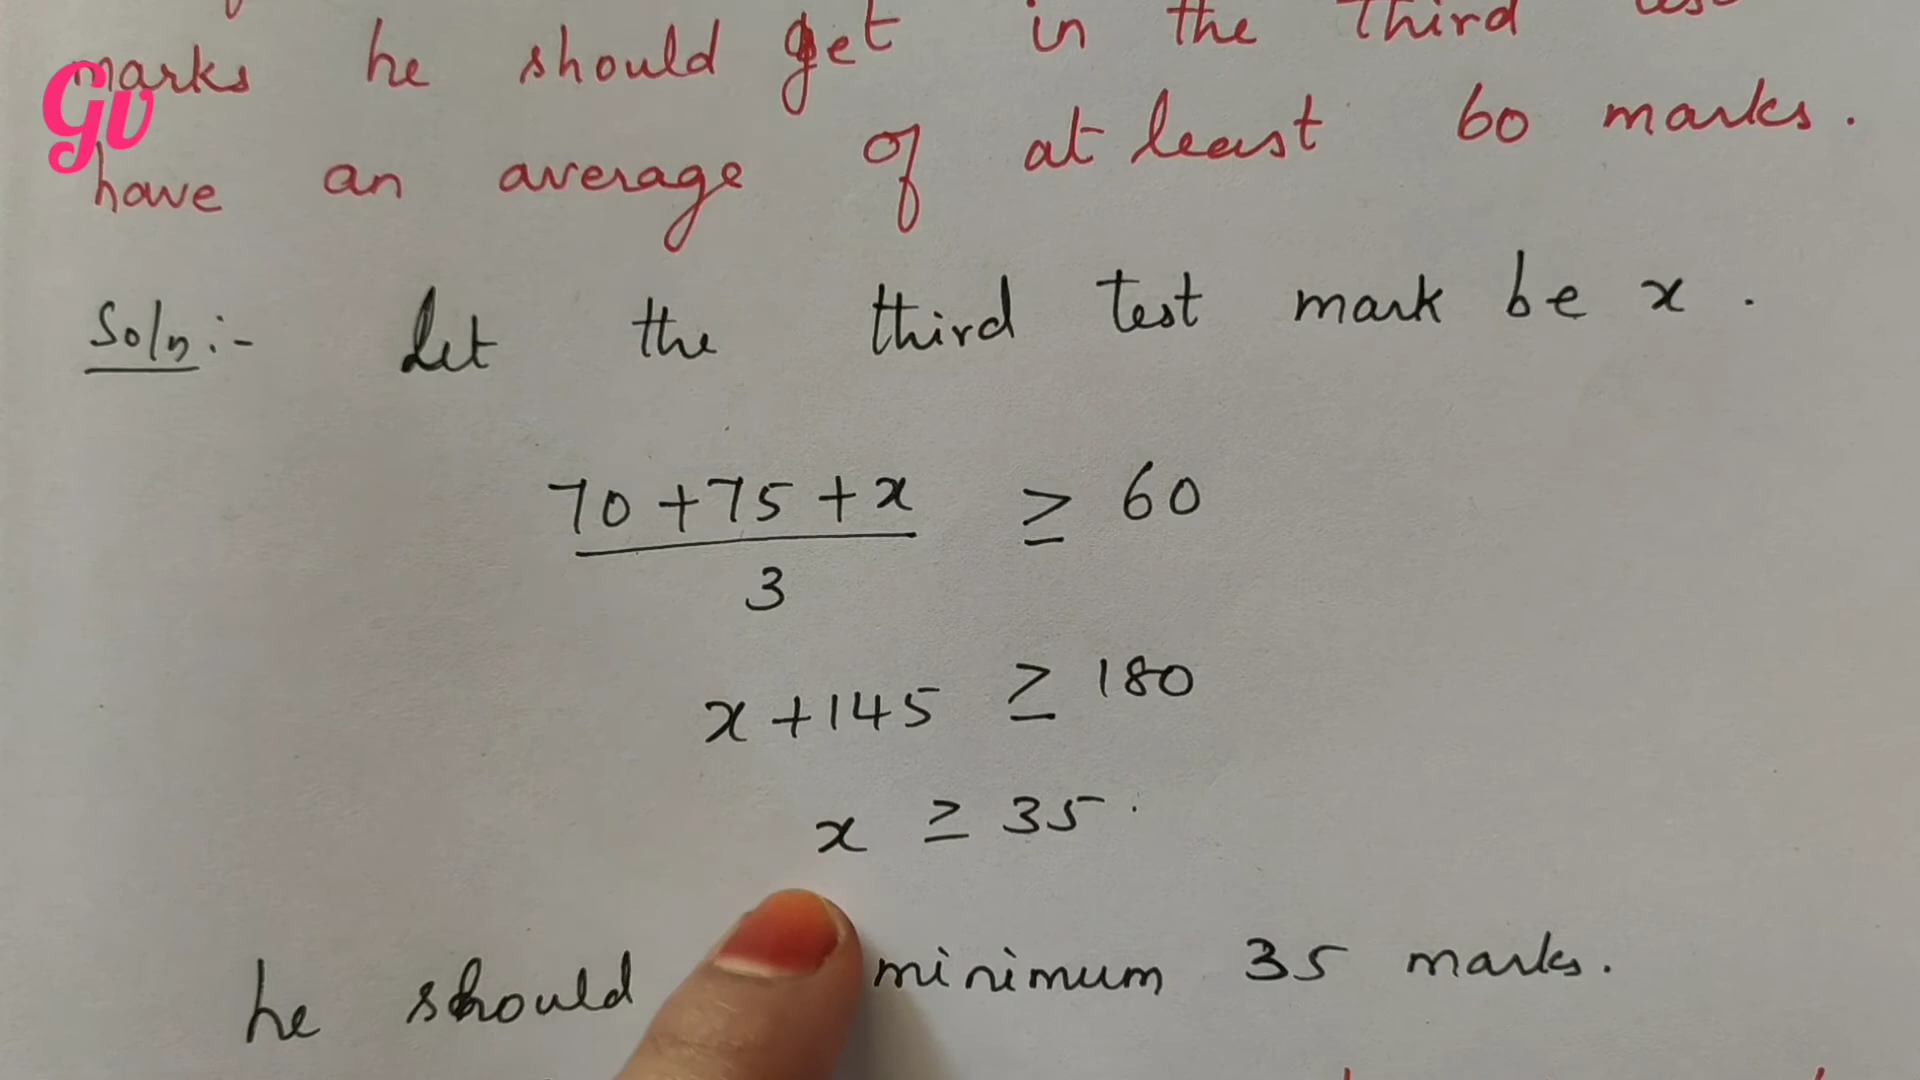 marks he should get in the third
have an average of at least 60 marks.
Soln:- Let the third test mark be x.
70+75+x / 3 ≥ 60
x+145 ≥ 180
x ≥ 35.
he should minimum 35 marks.
GV